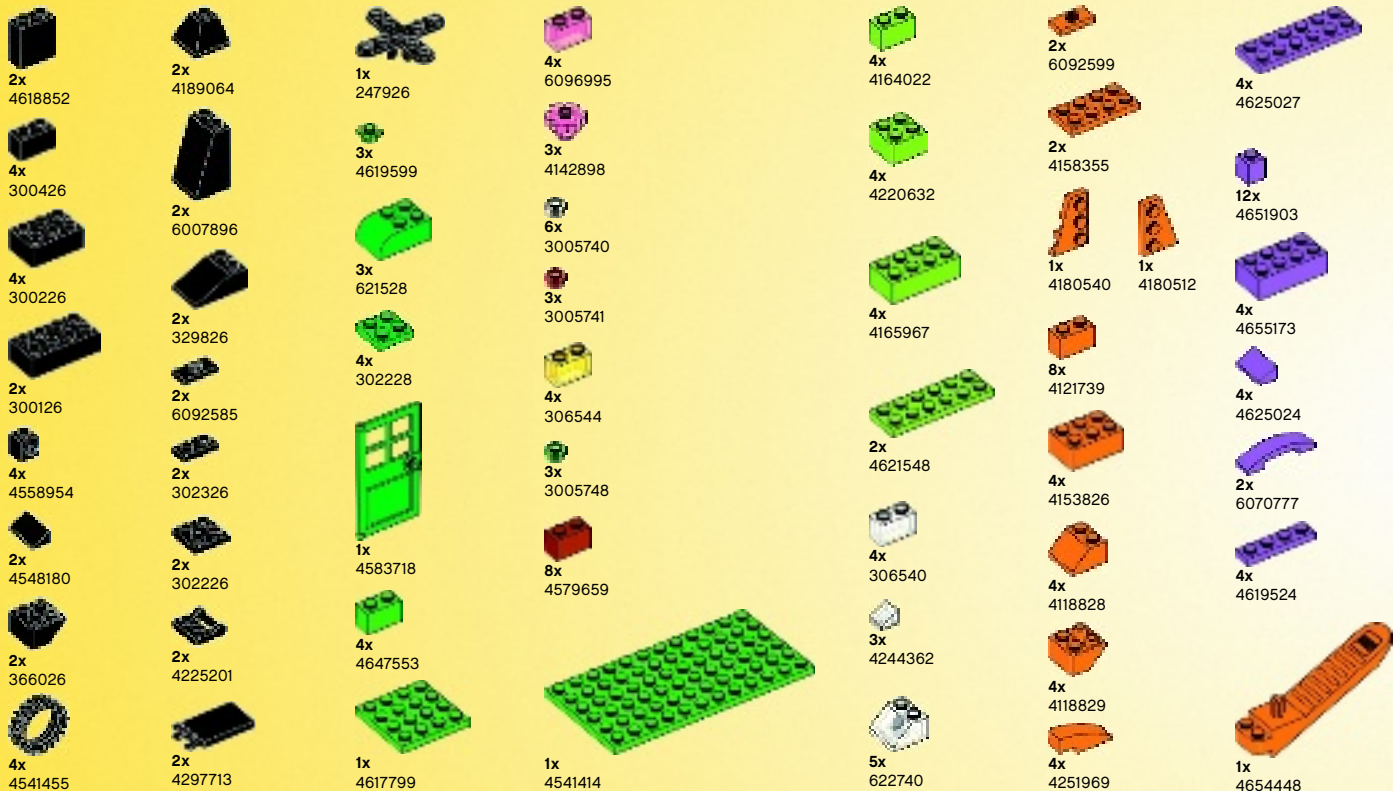 2x
4618852
4x
300426
4x
300226
2x
300126
4x
4558954
2x
4548180
2x
366026
4x
4541455
2x
4189064
2x
6007896
2x
329826
2x
6092585
2x
302326
2x
302226
2x
4225201
2x
4297713
1x
247926
3x
4619599
3x
621528
4x
302228
1x
4583718
4x
4647553
1x
4617799
4x
6096995
3x
4142898
6x
3005740
3x
3005741
4x
306544
3x
3005748
8x
4579659
1x
4541414
4x
4164022
4x
4220632
4x
4165967
2x
4621548
4x
306540
3x
4244362
5x
622740
2x
6092599
2x
4158355
1x
4180540
1x
4180512
8x
4121739
4x
4153826
4x
4118828
4x
4118829
4x
4251969
4x
4625027
12x
4651903
4x
4655173
4x
4625024
2x
6070777
4x
4619524
1x
4654448